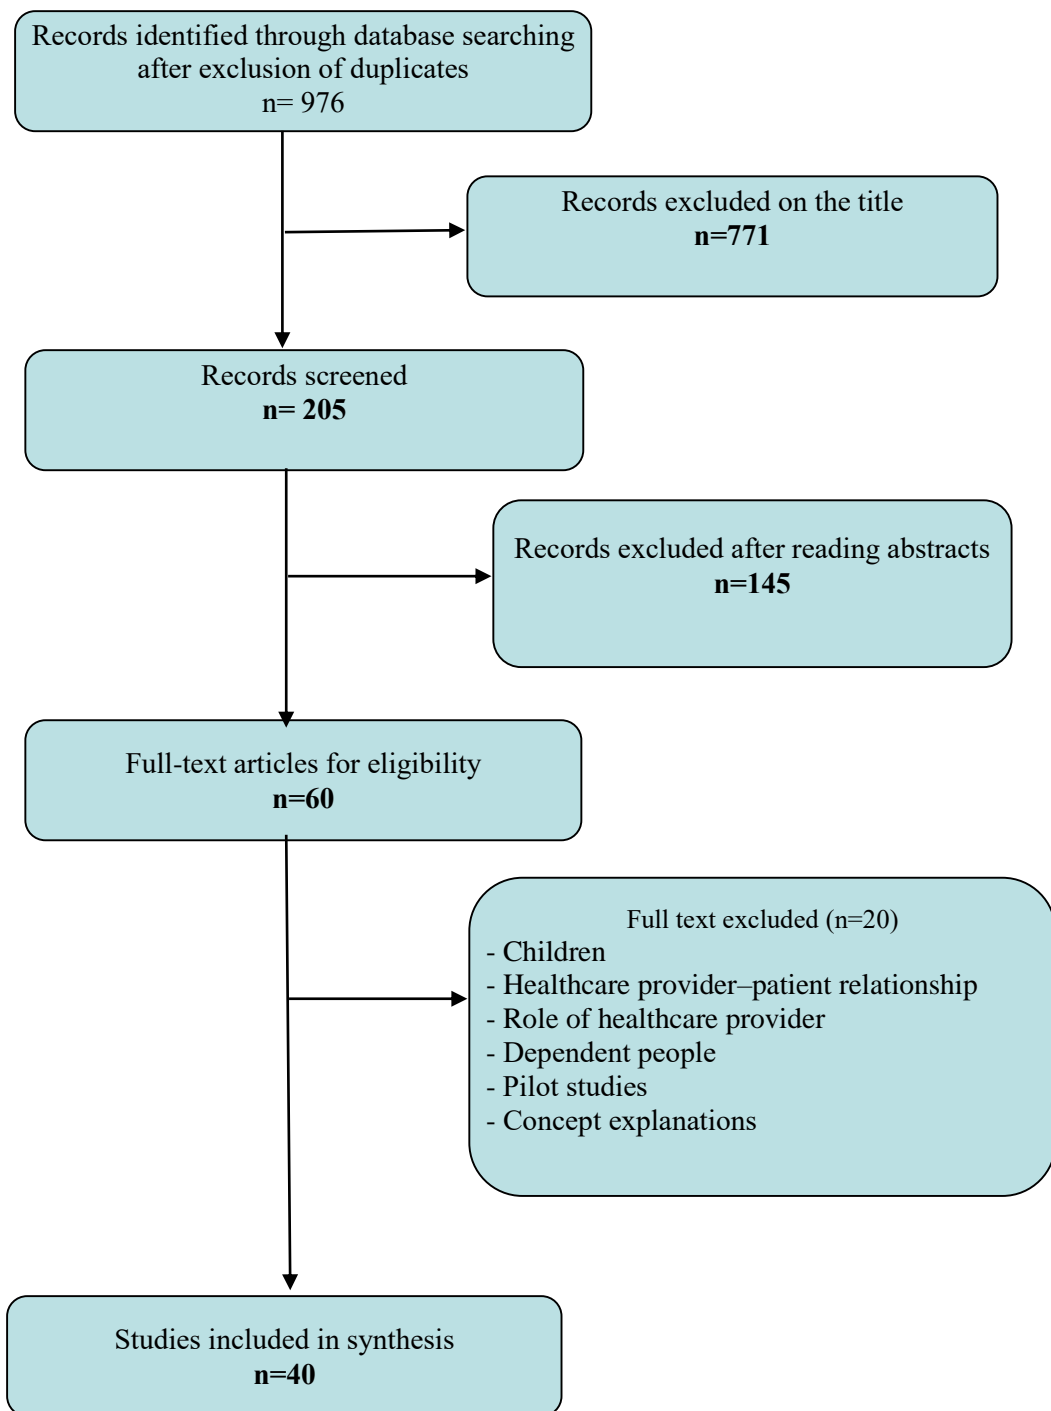 Records identified through database searching
after exclusion of duplicates
n= 976
Records excluded on the title
n=771
Records screened
n= 205
Records excluded after reading abstracts
n=145
Full-text articles for eligibility
n=60
Full text excluded (n=20)
- Children
- Healthcare provider–patient relationship
- Role of healthcare provider
- Dependent people
- Pilot studies
- Concept explanations
Studies included in synthesis
n=40